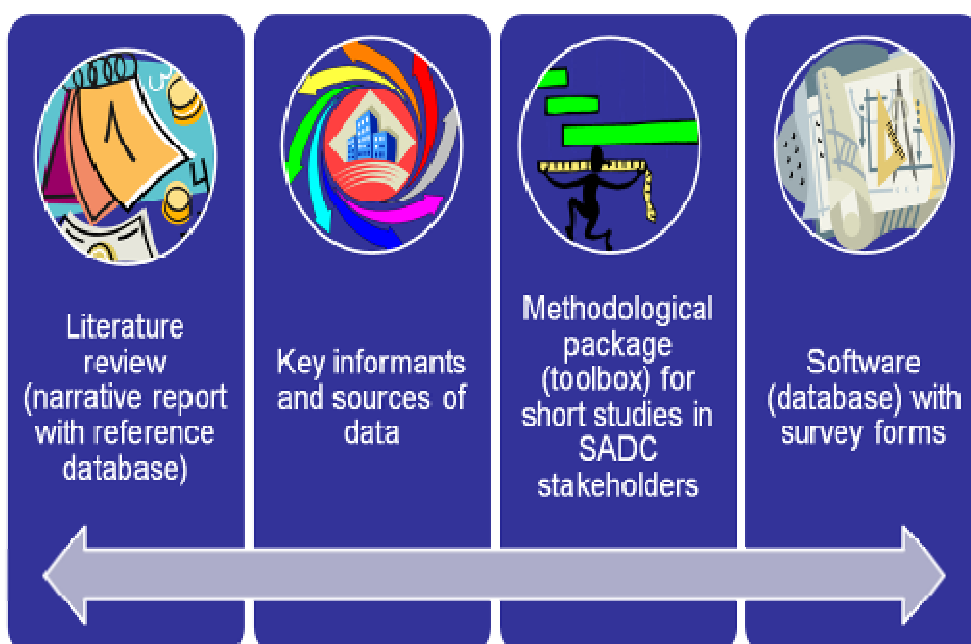 Literature
review
(narrative report
with reference
database)
Key informants
and sources of
data
Methodological
package
(toolbox) for
short studies in
SADC
stakeholders
Software
(database) with
survey forms